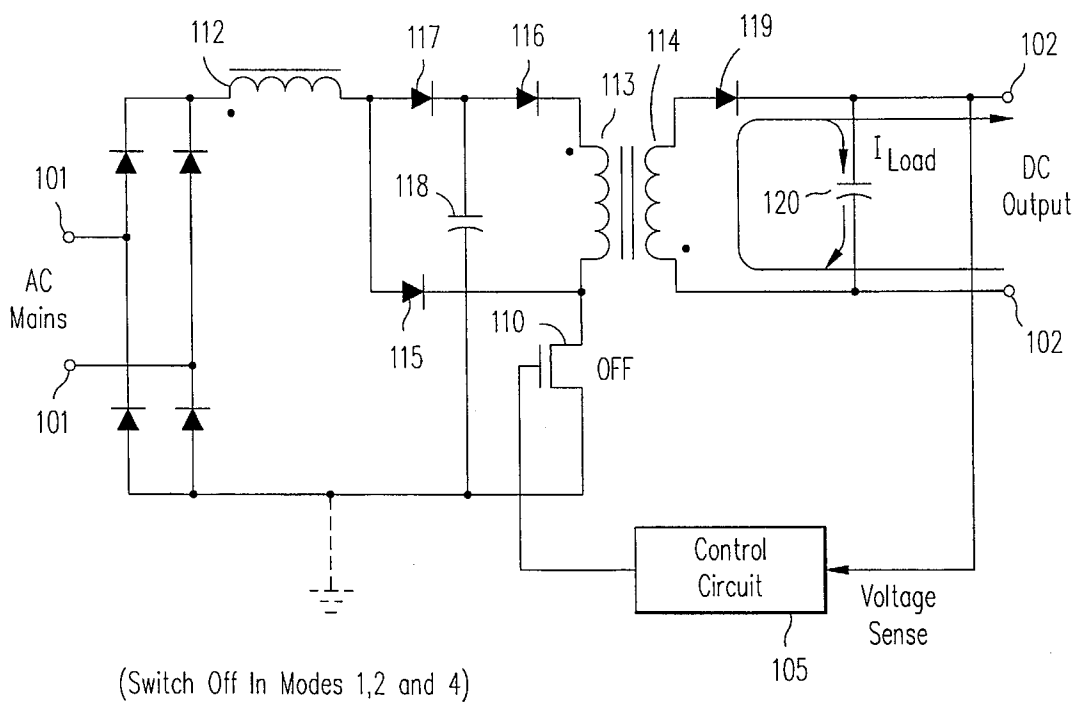 112
117
116
113
114
119
102
101
118
120
I Load
DC
Output
AC
Mains
115
110
OFF
102
101
Control
Circuit
Voltage
Sense
105
(Switch Off In Modes 1,2 and 4)